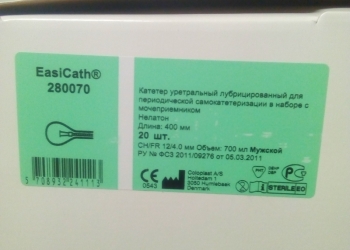 EasiCath®
280070
Катетер уретральный лубрицированный для
периодической самокатетеризации в наборе с
мочеприемником
Нелатон
Длина: 400 мм
20 шт.
CH/FR 12/4.0 мм Объем: 700 мл Мужской
РУ № ФСЗ 2011/09276 от 05.03.2011
0543
Coloplast A/S
Holtedam 1
3050 Humlebaek
Denmark
STERILE EO